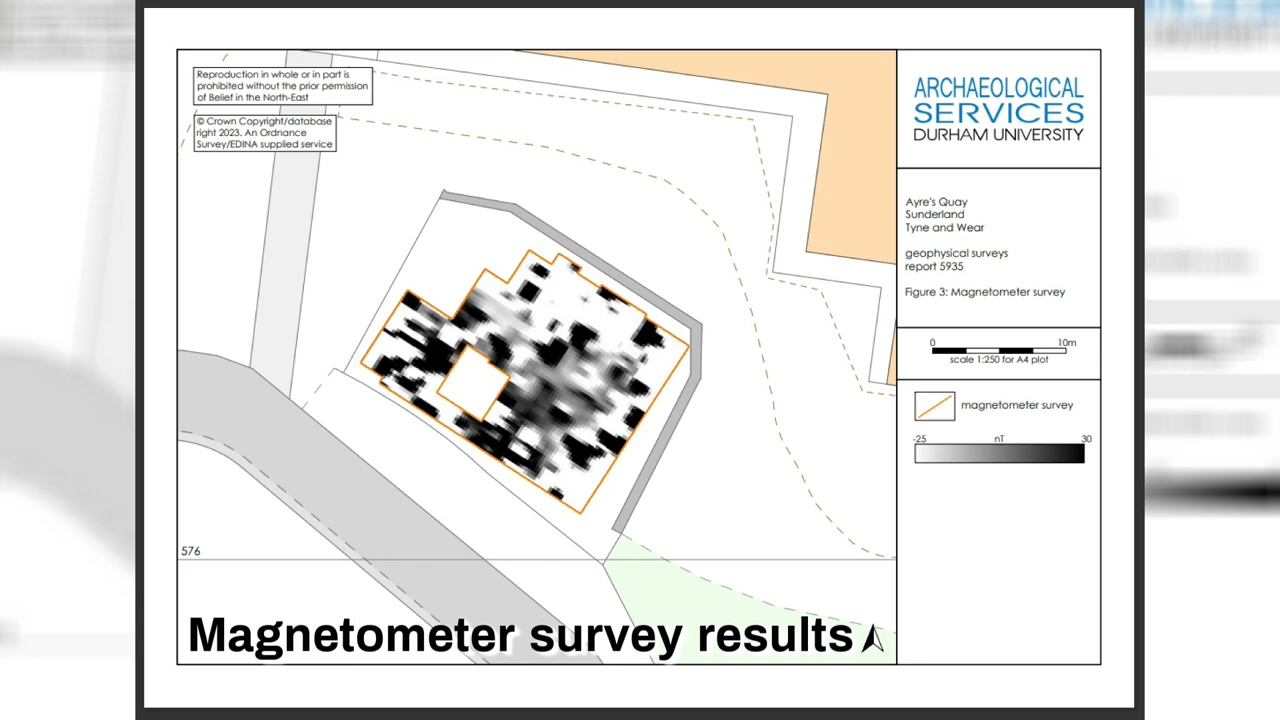 Reproduction in whole or in part is
prohibited without the prior permission
of Belief in the North-East
© Crown Copyright/database
right 2023. An Ordnance
Survey/EDINA supplied service
576
Magnetometer survey results
ARCHAEOLOGICAL
SERVICES
DURHAM UNIVERSITY
Ayre's Quay
Sunderland
Tyne and Wear
geophysical surveys
report 5935
Figure 3: Magnetometer survey
0 10m
scale 1:250 for A4 plot
magnetometer survey
-25 nT 30